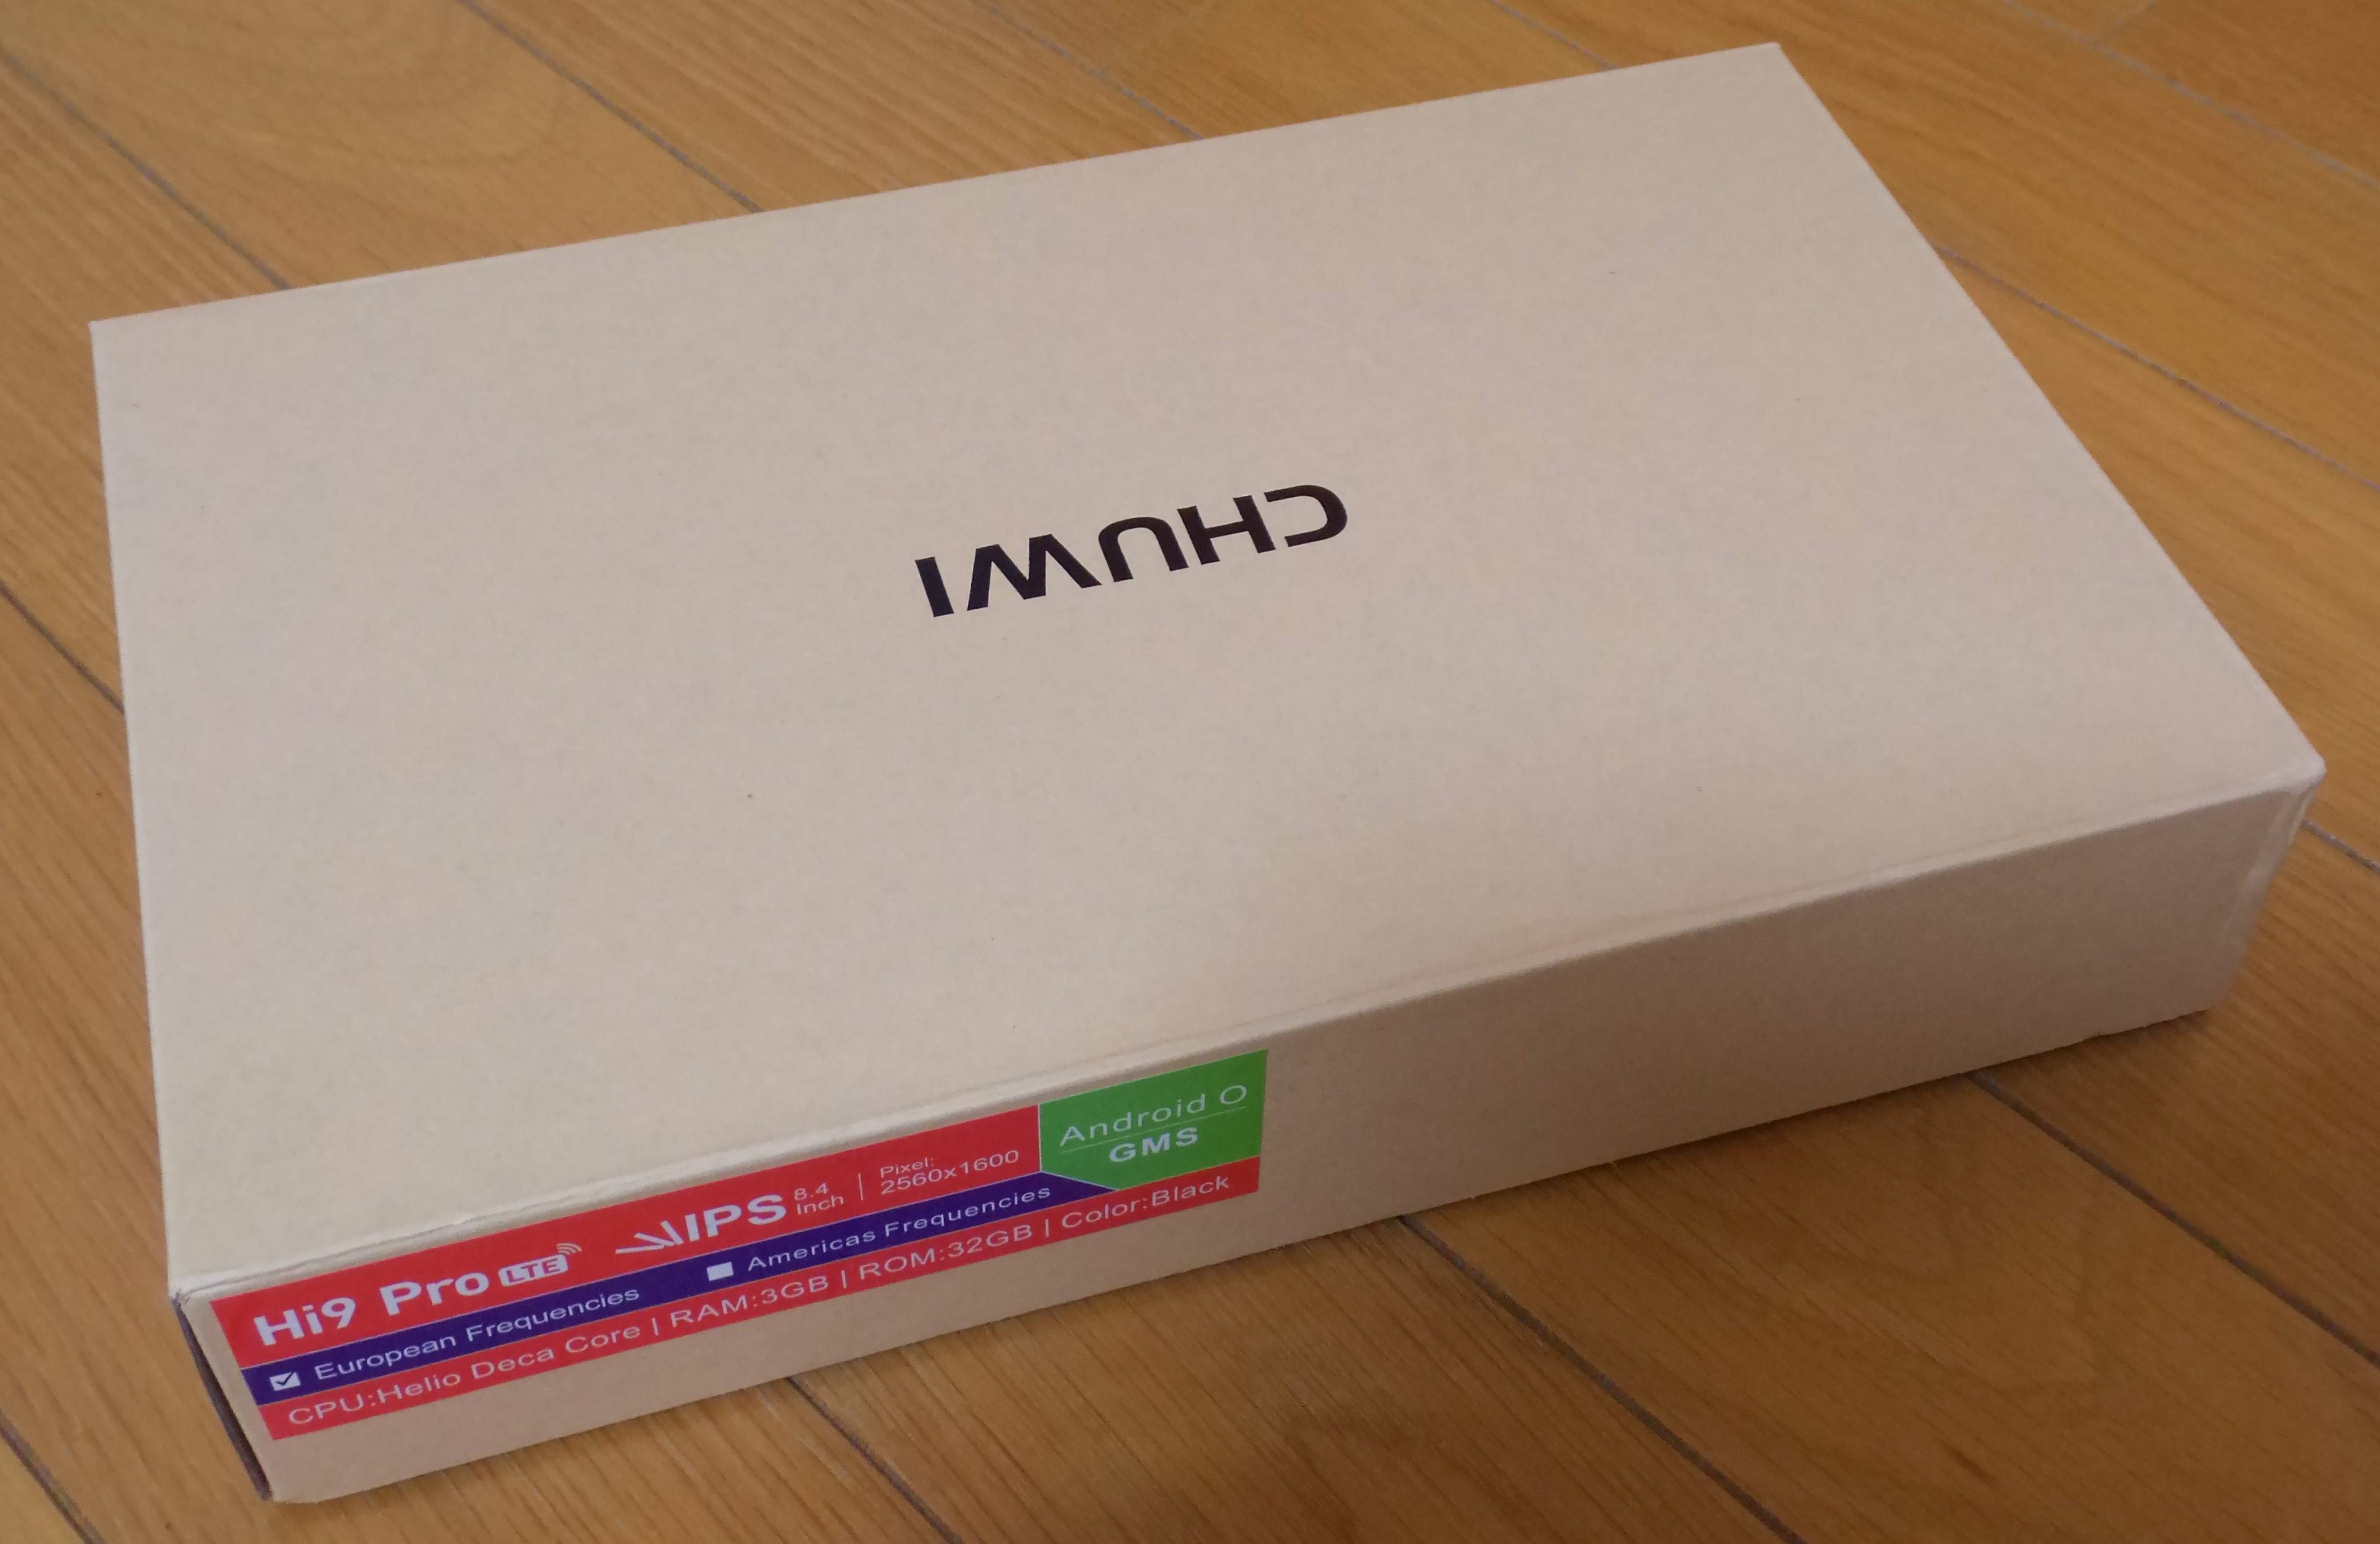 CHUWI
Hi9 Pro LTE IPS 8.4 Inch | Pixel: 2560x1600
Android O
GMS
European Frequencies Americas Frequencies
CPU:Helio Deca Core | RAM:3GB | ROM:32GB | Color:Black